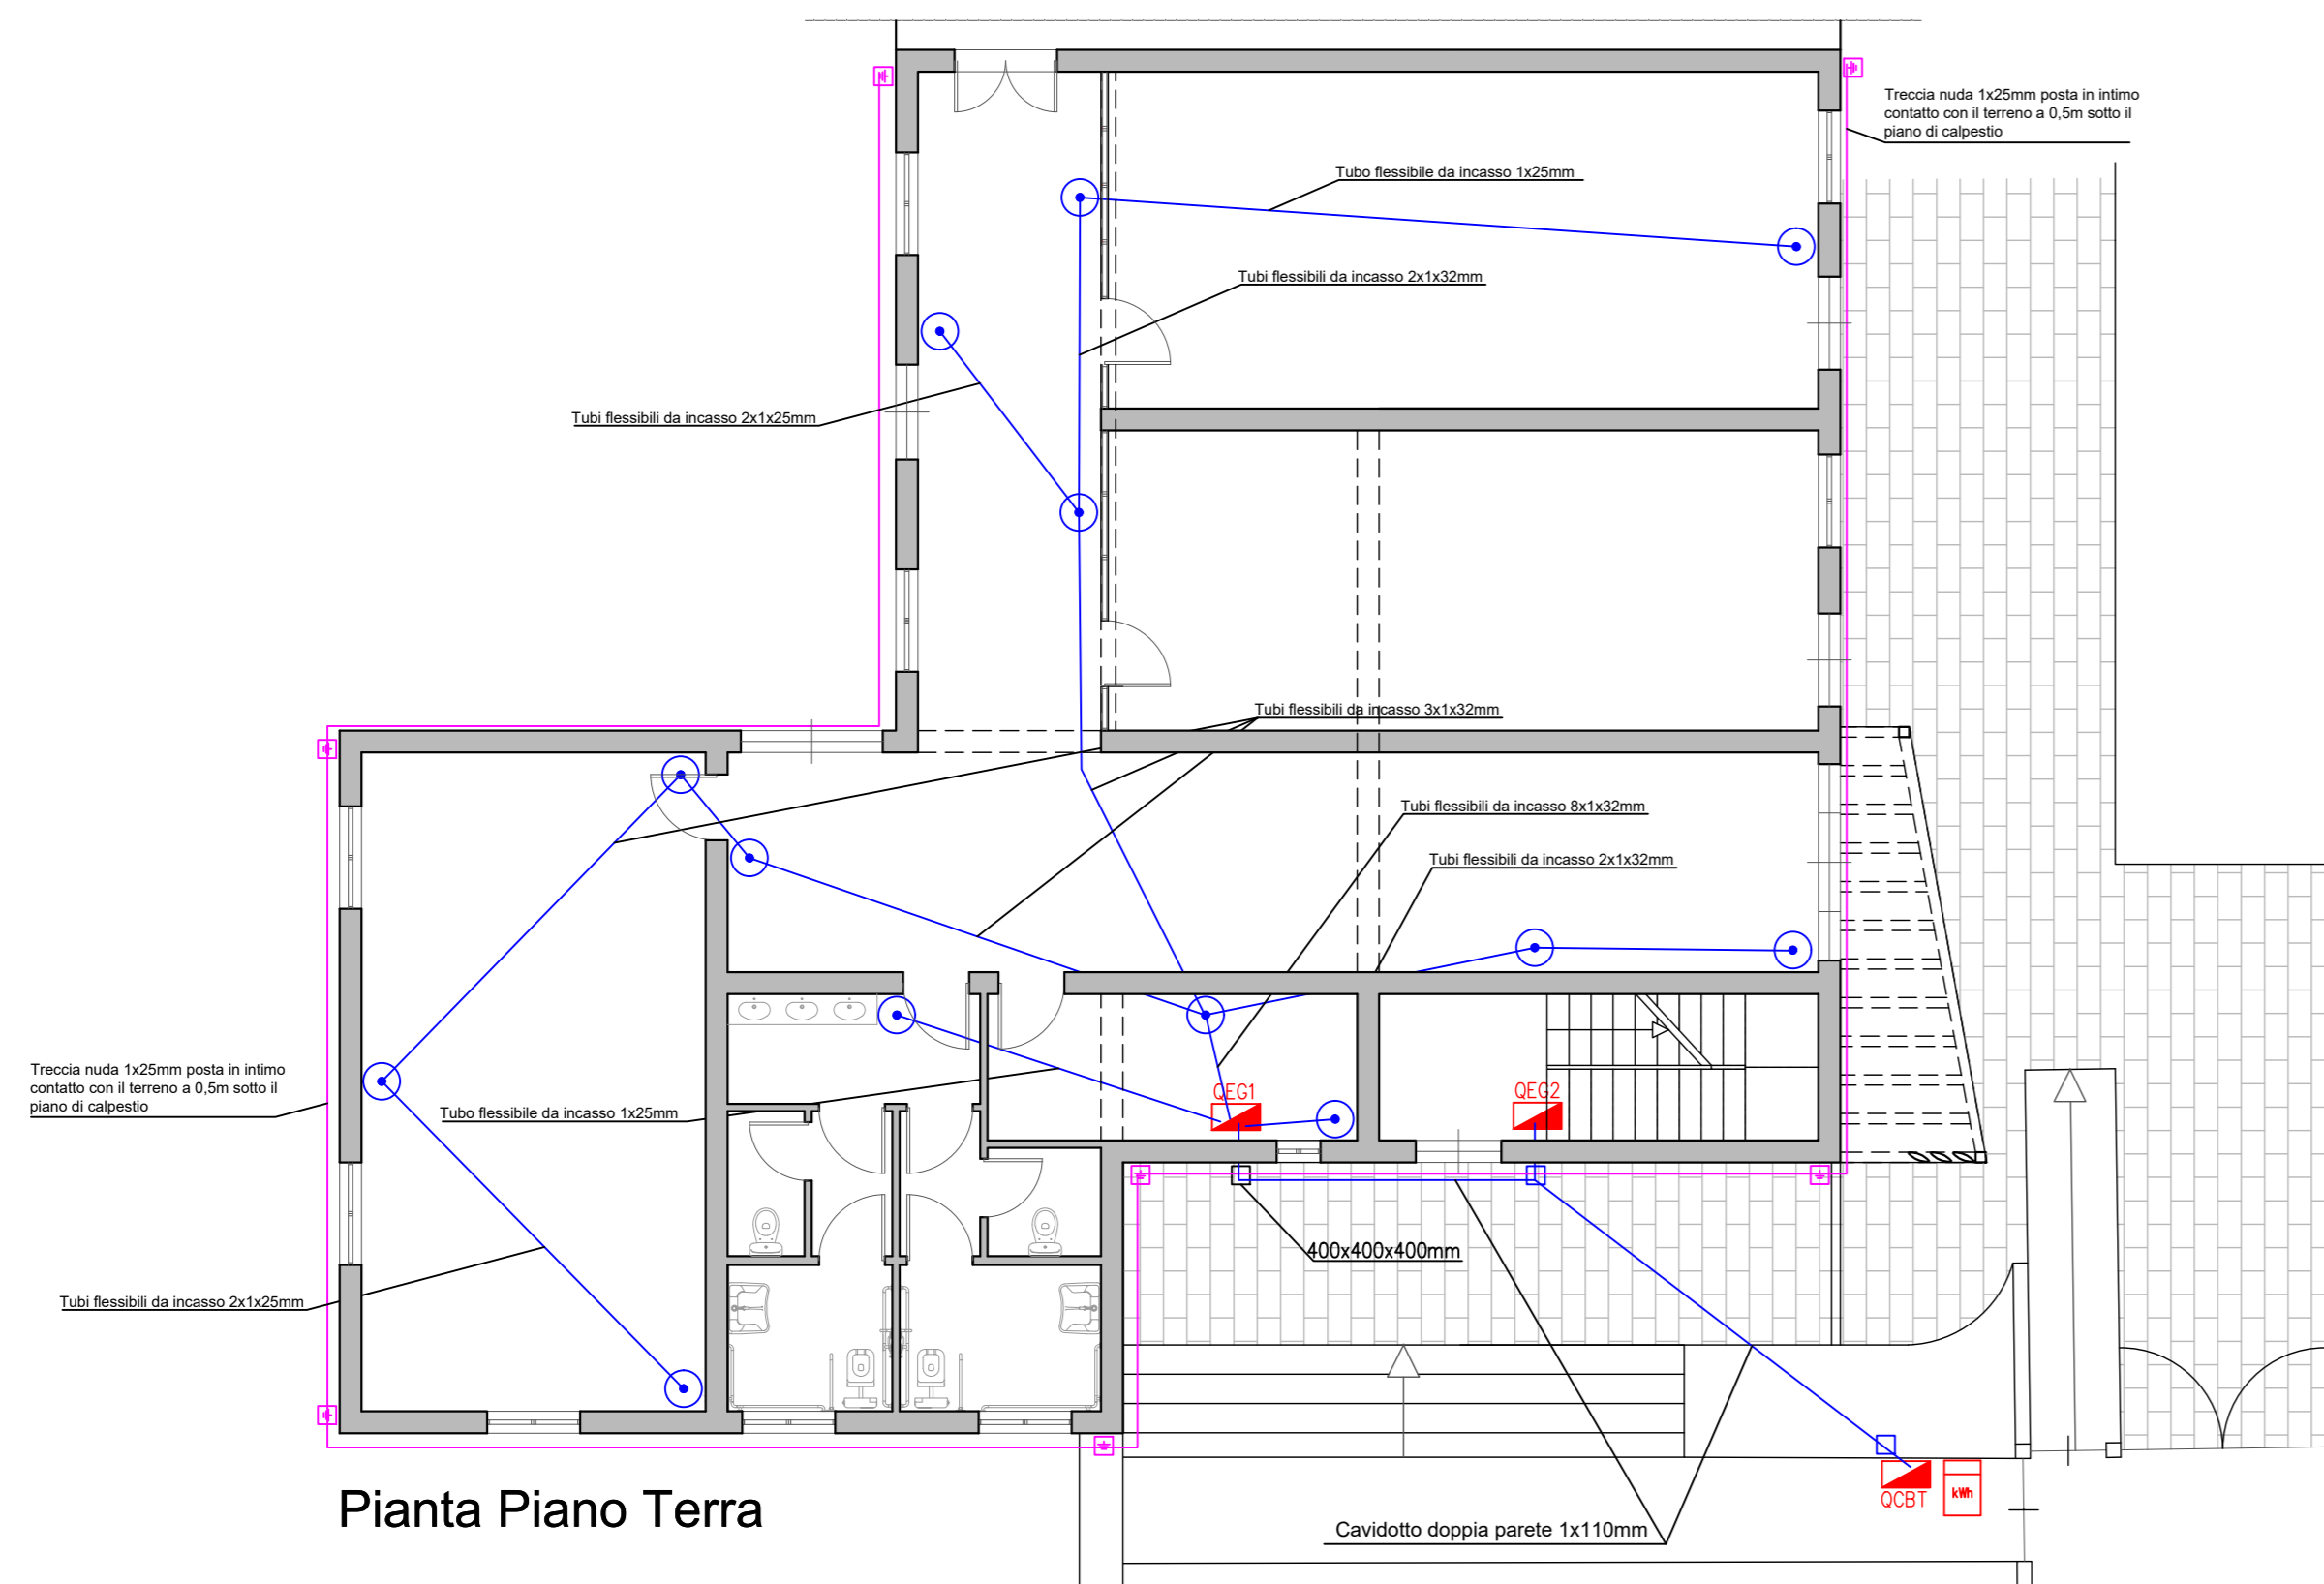 Treccia nuda 1x25mm posta in intimo
contatto con il terreno a 0,5m sotto il
piano di calpestio
Tubo flessibile da incasso 1x25mm
Tubi flessibili da incasso 2x1x32mm
Tubi flessibili da incasso 2x1x25mm
Tubi flessibili da incasso 3x1x32mm
Tubi flessibili da incasso 8x1x32mm
Tubi flessibili da incasso 2x1x32mm
Treccia nuda 1x25mm posta in intimo
contatto con il terreno a 0,5m sotto il
piano di calpestio
QEG1
QEG2
Tubo flessibile da incasso 1x25mm
400x400x400mm
Tubi flessibili da incasso 2x1x25mm
kWh
QCBT
Pianta Piano Terra
Cavidotto doppia parete 1x110mm